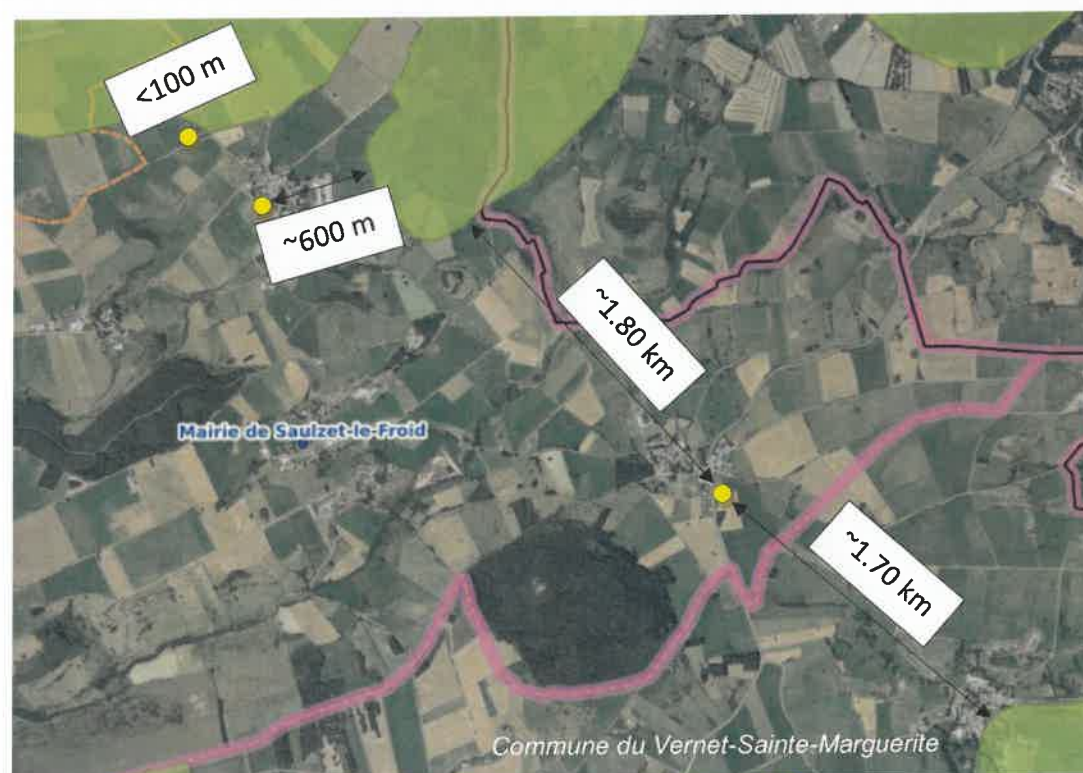 <100 m
~600 m
~1.80 km
Mairie de Saulzet-le-Froid
~1.70 km
Commune du Vernet-Sainte-Marguerite